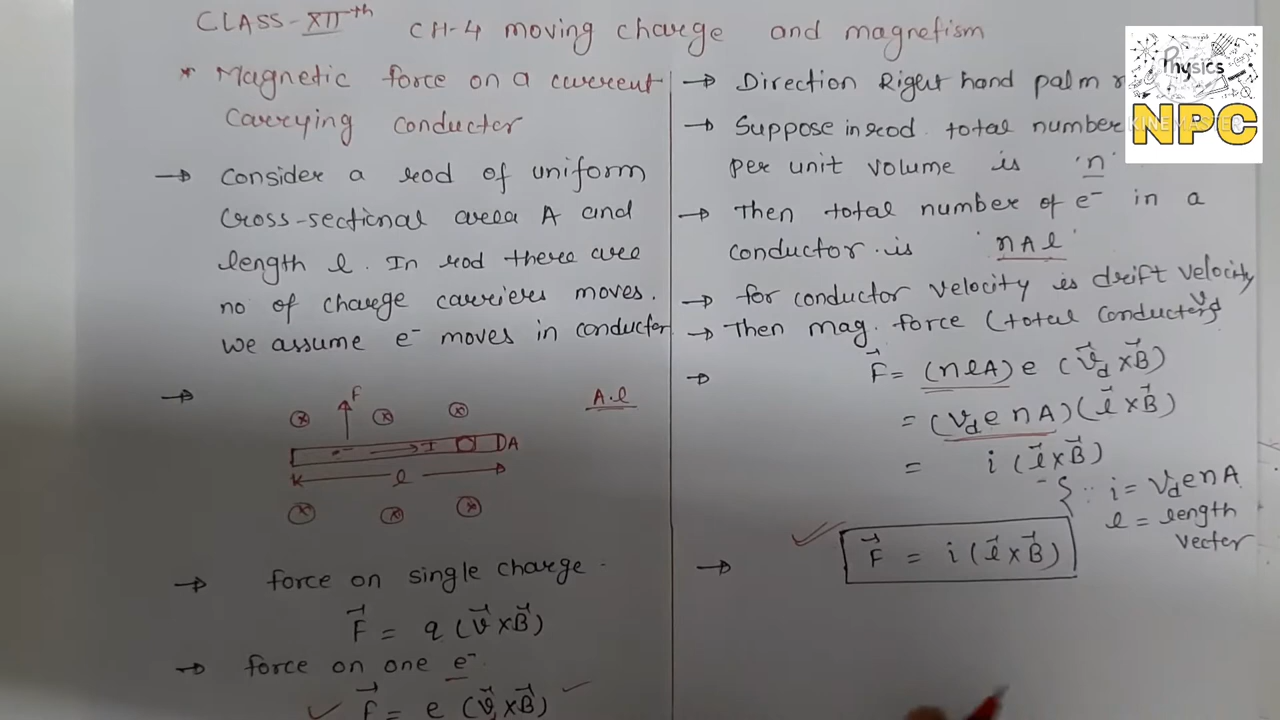 CLASS-XIIth CH-4 moving charge and magnetism
* Magnetic force on a current
carrying conductor
→ Consider a rod of uniform
cross-sectional area A and
length l. In rod there are
no of charge carriers moves.
we assume e⁻ moves in conductor
→
F
A.l
e⁻ → I A
l
→ force on single charge.
F⃗ = q (v⃗ × B⃗)
→ force on one e⁻.
F⃗ = e (v⃗ × B⃗)
→ Direction Right hand palm
→ Suppose in rod. total number
per unit volume is 'n'
→ Then total number of e⁻ in a
conductor is 'nAl'
→ for conductor velocity is drift velocity
→ Then mag. force (total conductor) vd
→ F⃗ = (nlA) e (v⃗d × B⃗)
= (vd e n A) (l⃗ × B⃗)
= i (l⃗ × B⃗)
{ ∵ i = vd e n A
l = length
vecter
→ F⃗ = i (l⃗ × B⃗)
Physics
NPC
KINEMASTER